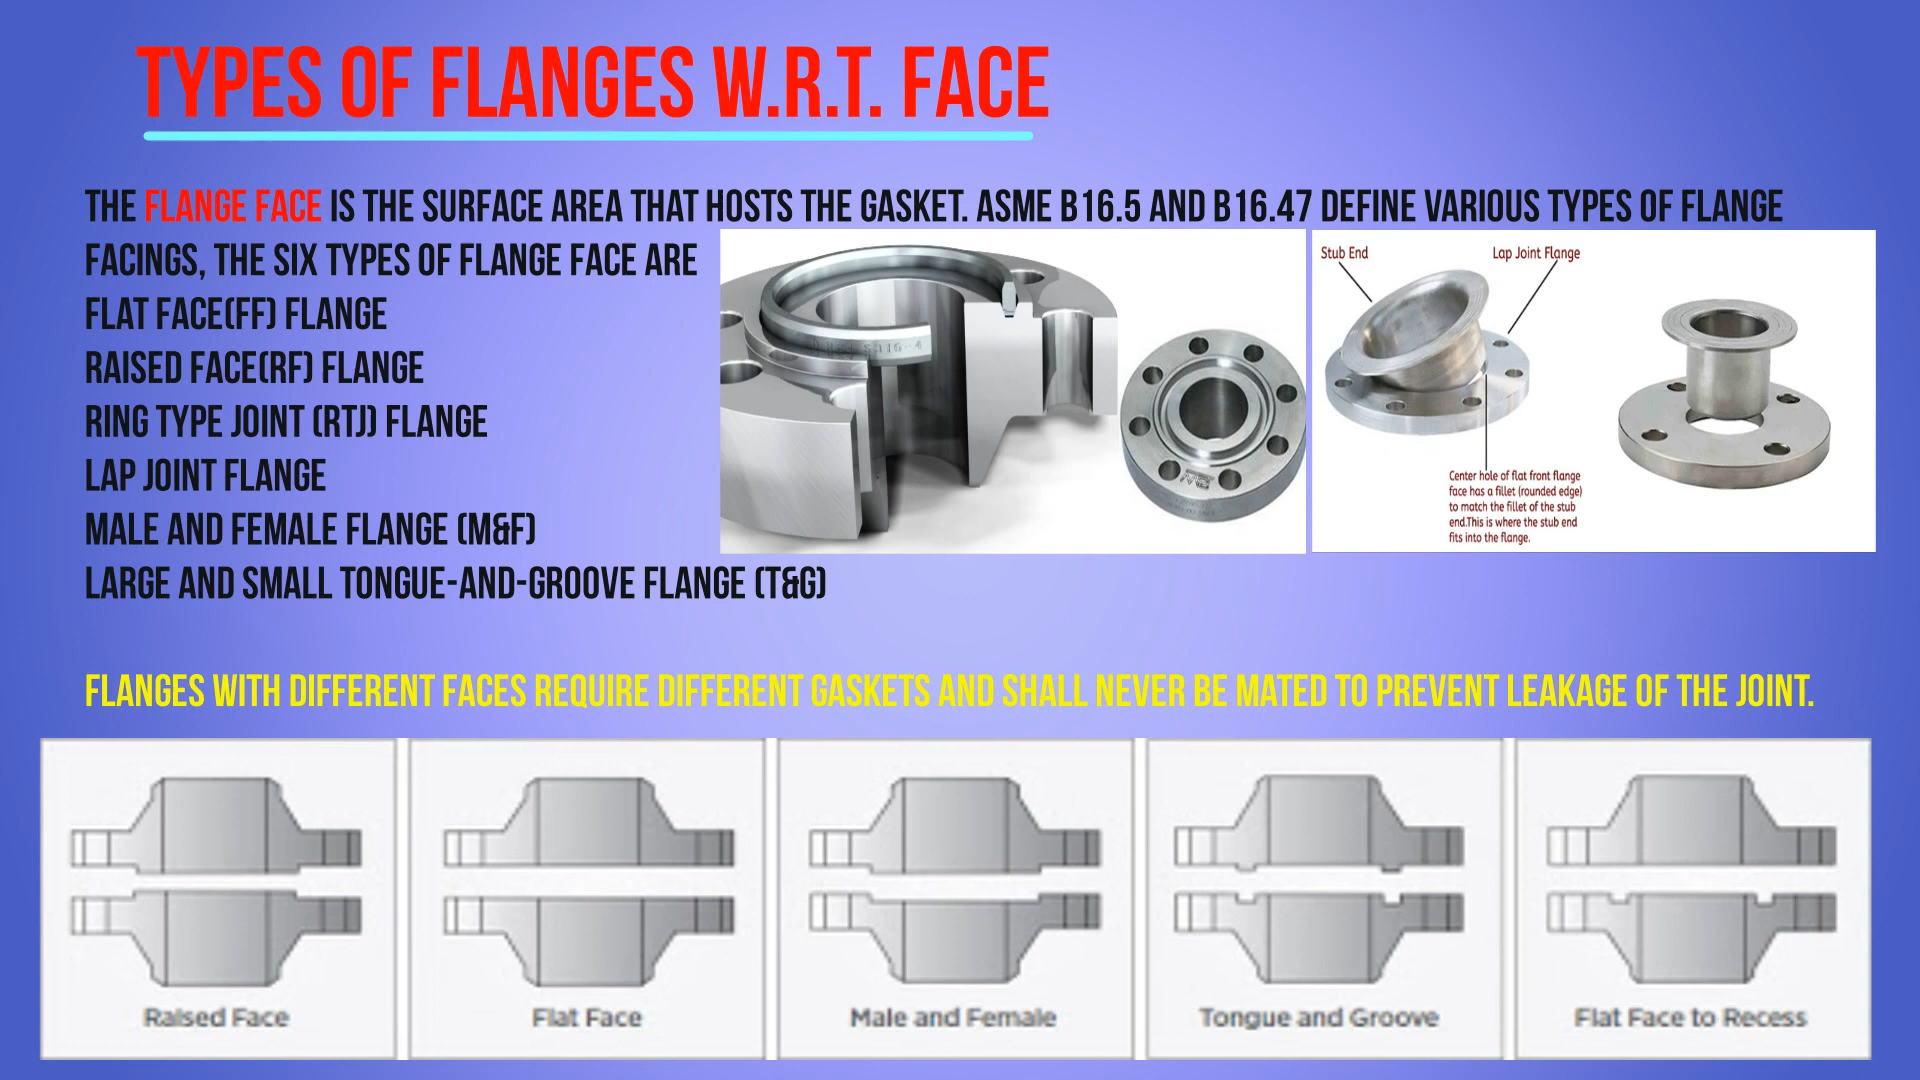 TYPES OF FLANGES W.R.T. FACE
THE FLANGE FACE IS THE SURFACE AREA THAT HOSTS THE GASKET. ASME B16.5 AND B16.47 DEFINE VARIOUS TYPES OF FLANGE
FACINGS, THE SIX TYPES OF FLANGE FACE ARE
FLAT FACE(FF) FLANGE
RAISED FACE(RF) FLANGE
RING TYPE JOINT (RTJ) FLANGE
LAP JOINT FLANGE
MALE AND FEMALE FLANGE (M&F)
LARGE AND SMALL TONGUE-AND-GROOVE FLANGE (T&G)
Stub End
Lap Joint Flange
Center hole of flat front flange
face has a fillet (rounded edge)
to match the fillet of the stub
end.This is where the stub end
fits into the flange.
FLANGES WITH DIFFERENT FACES REQUIRE DIFFERENT GASKETS AND SHALL NEVER BE MATED TO PREVENT LEAKAGE OF THE JOINT.
Raised Face
Flat Face
Male and Female
Tongue and Groove
Flat Face to Recess